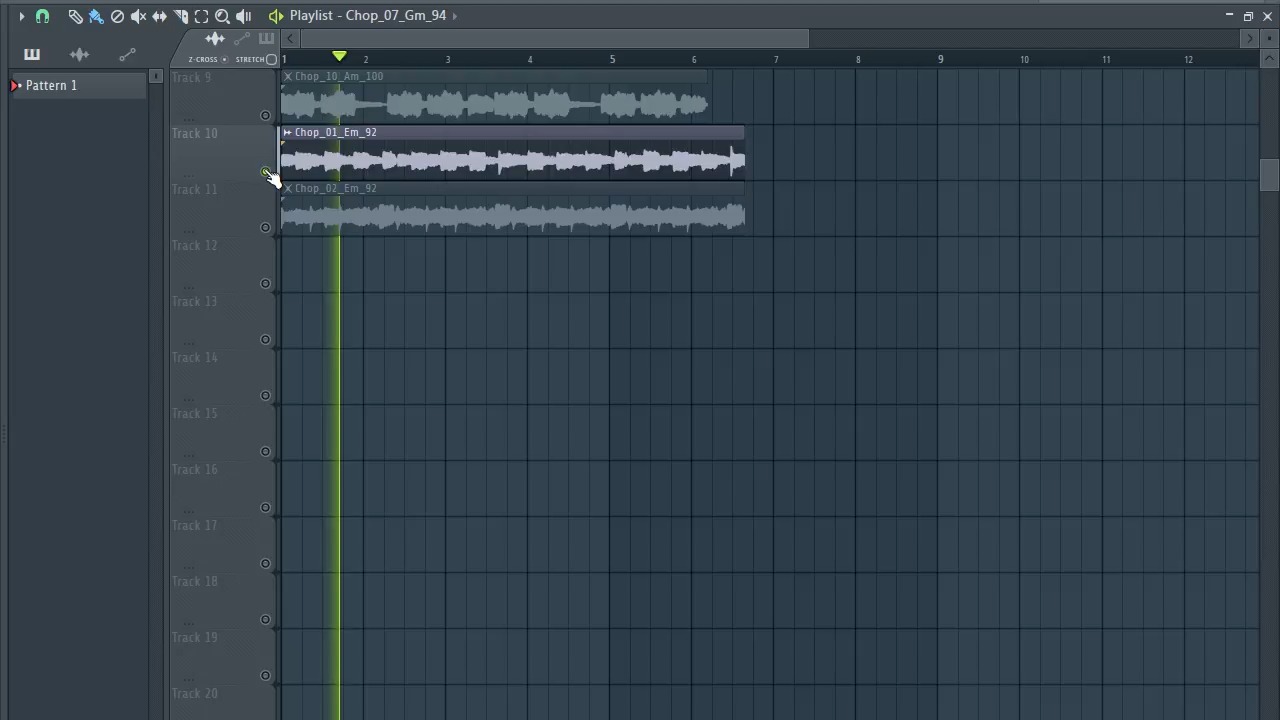 Playlist - Chop_07_Gm_94
Z-CROSS STRETCH
1 2 3 4 5 6 7 8 9 10 11 12
Pattern 1
Track 9
Chop_10_Am_100
Track 10
Chop_01_Em_92
Track 11
Chop_02_Em_92
Track 12
Track 13
Track 14
Track 15
Track 16
Track 17
Track 18
Track 19
Track 20